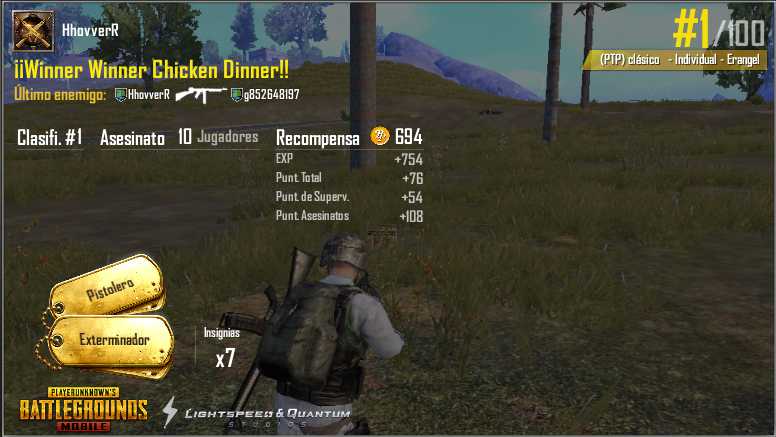 HhovverR
#1/100
(PTP) clásico - Individual - Erangel
¡¡Winner Winner Chicken Dinner!!
Último enemigo: HhovverR g852648197
Clasifi. #1 Asesinato 10 Jugadores Recompensa 694
EXP +754
Punt. Total +76
Punt. de Superv. +54
Punt. Asesinatos +108
Pistolero
Exterminador
Insignias
x7
PLAYERUNKNOWN'S
BATTLEGROUNDS
MOBILE
LIGHTSPEED & QUANTUM
STUDIOS